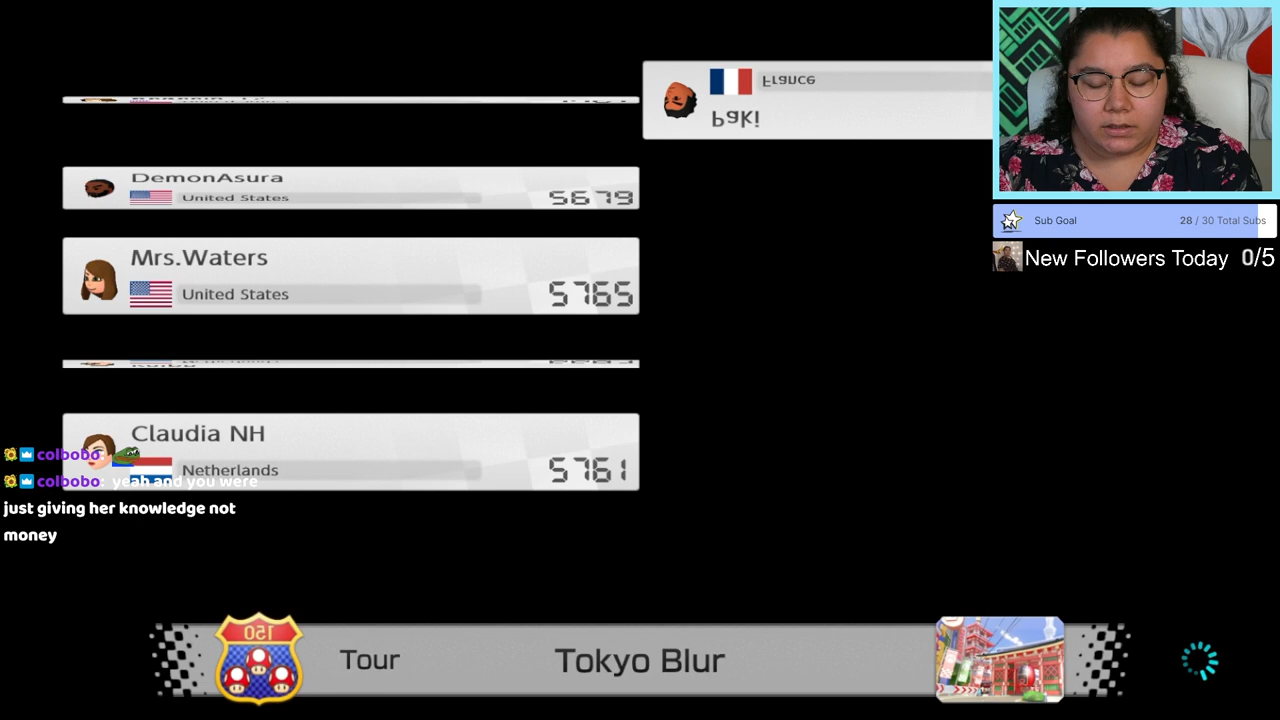 France
Paki
DemonAsura
United States
5679
Mrs.Waters
United States
5765
Claudia NH
Netherlands
5761
colbobo:
colbobo: yeah and you were
just giving her knowledge not
money
Sub Goal
28 / 30 Total Subs
New Followers Today 0/5
150
Tour
Tokyo Blur